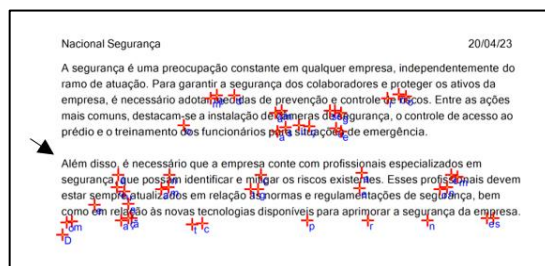 Nacional Segurança 20/04/23
A segurança é uma preocupação constante em qualquer empresa, independentemente do
ramo de atuação. Para garantir a segurança dos colaboradores e proteger os ativos da
empresa, é necessário adotar medidas de prevenção e controle de riscos. Entre as ações
mais comuns, destacam-se a instalação de câmeras de segurança, o controle de acesso ao
prédio e o treinamento dos funcionários para situações de emergência.
Além disso, é necessário que a empresa conte com profissionais especializados em
segurança, que possam identificar e mitigar os riscos existentes. Esses profissionais devem
estar sempre atualizados em relação às normas e regulamentações de segurança, bem
como em relação às novas tecnologias disponíveis para aprimorar a segurança da empresa.
D t c p r n es